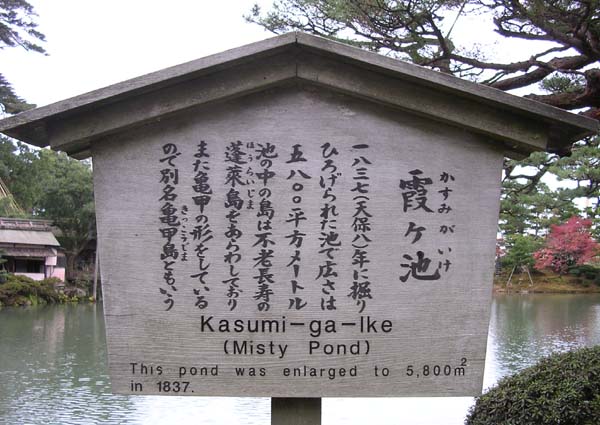 霞ヶ池
かすみがいけ
一八三七(天保八)年に掘り
ひろげられた池で広さは
五八〇〇平方メートル
池の中の島は不老長寿の
ほうらいじま
蓬萊島をあらわしており
また亀甲の形をしている
きっこうじま
ので別名亀甲島ともいう
Kasumi-ga-Ike
(Misty Pond)
This pond was enlarged to 5,800m²
in 1837.